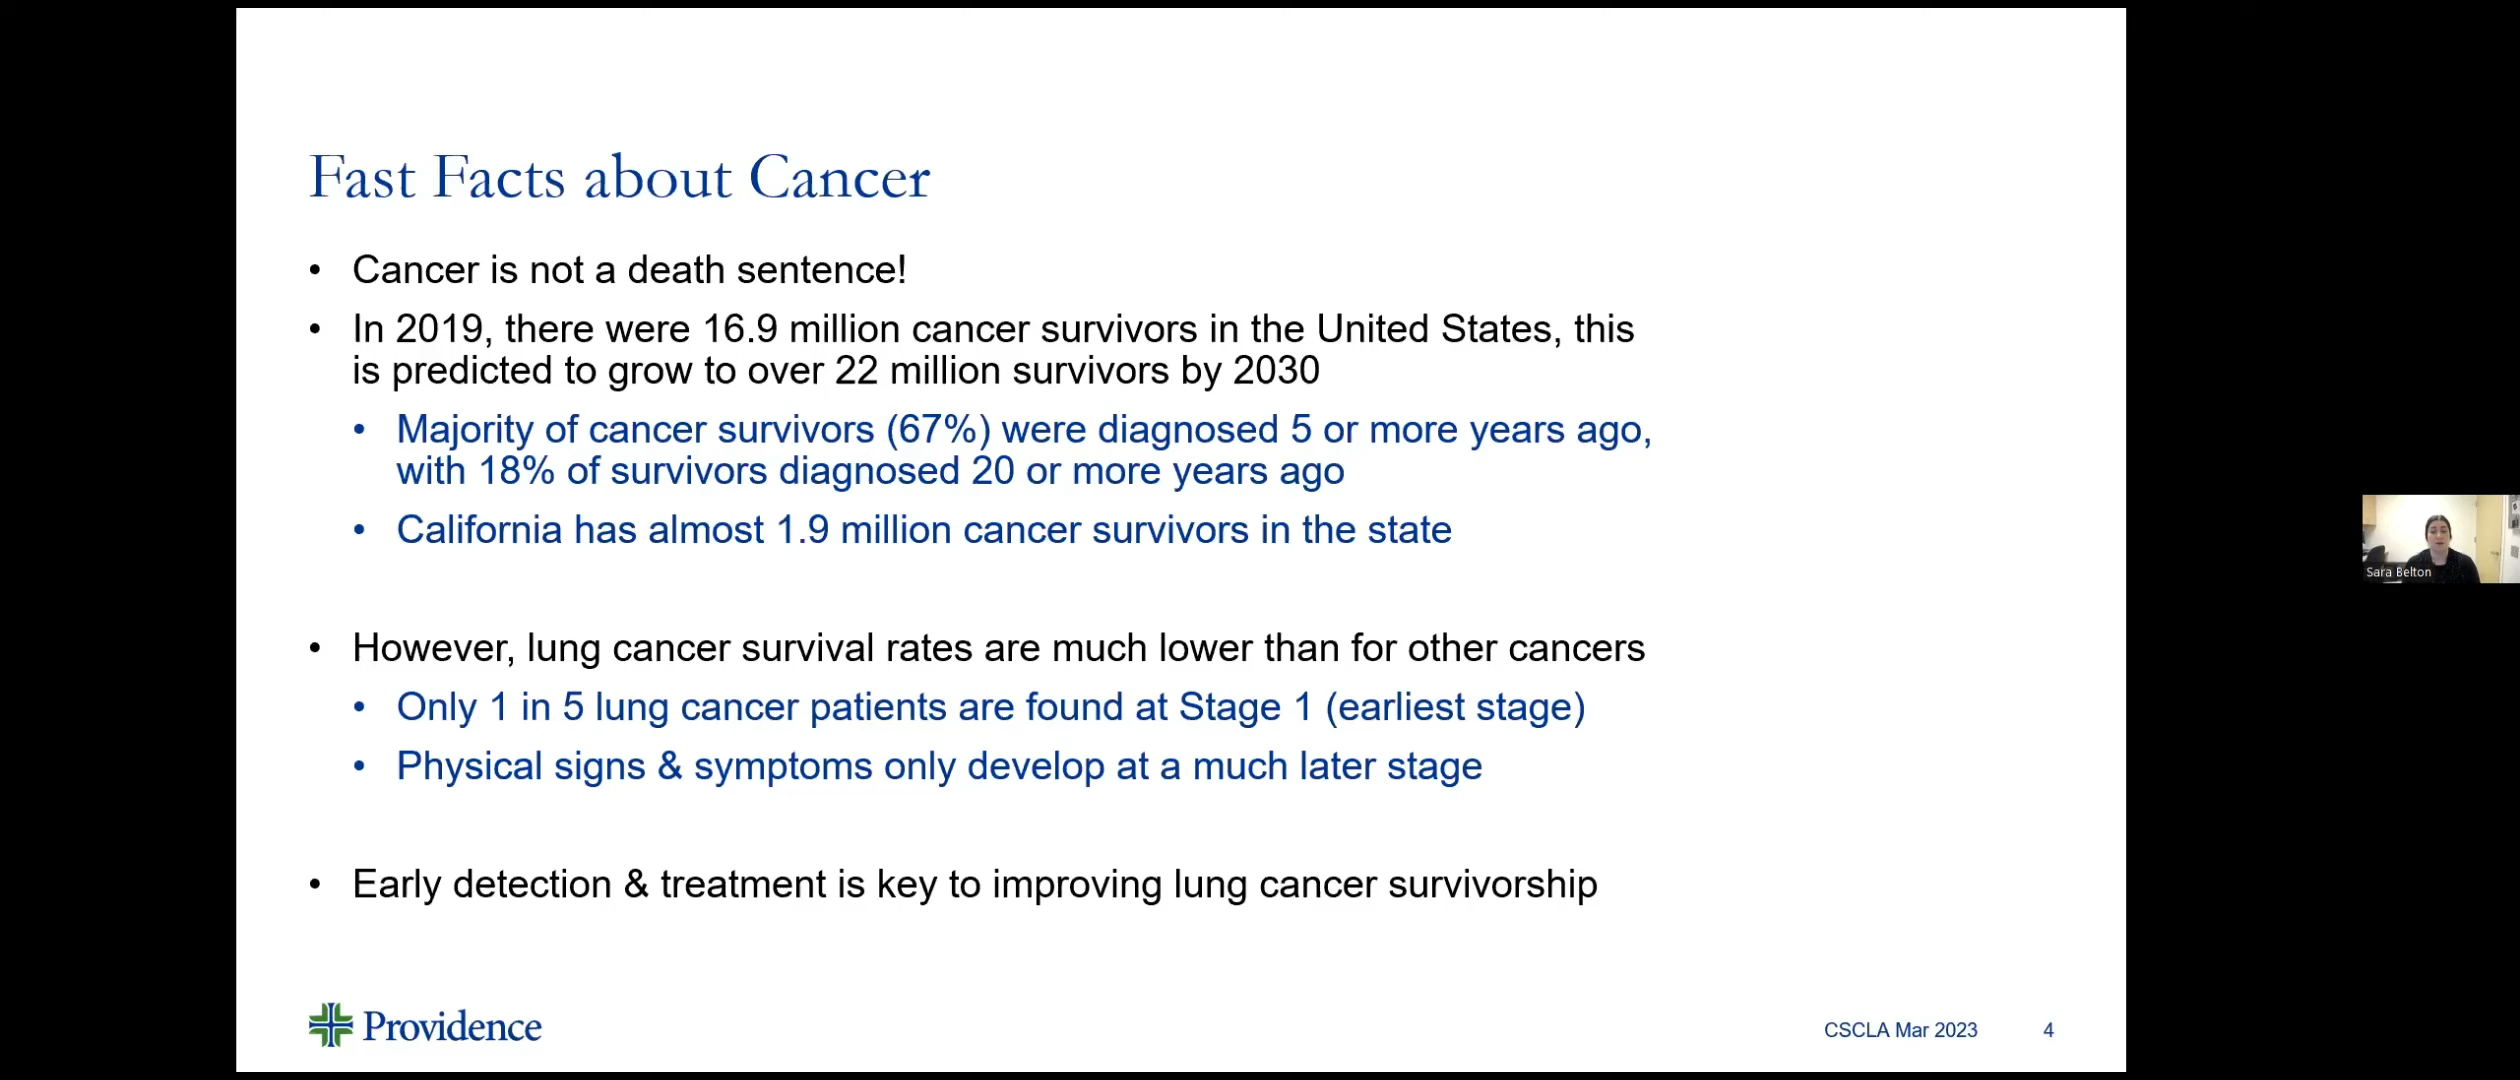 Fast Facts about Cancer
• Cancer is not a death sentence!
• In 2019, there were 16.9 million cancer survivors in the United States, this
is predicted to grow to over 22 million survivors by 2030
• Majority of cancer survivors (67%) were diagnosed 5 or more years ago,
with 18% of survivors diagnosed 20 or more years ago
• California has almost 1.9 million cancer survivors in the state
• However, lung cancer survival rates are much lower than for other cancers
• Only 1 in 5 lung cancer patients are found at Stage 1 (earliest stage)
• Physical signs & symptoms only develop at a much later stage
• Early detection & treatment is key to improving lung cancer survivorship
Providence
CSCLA Mar 2023 4
Sara Belton